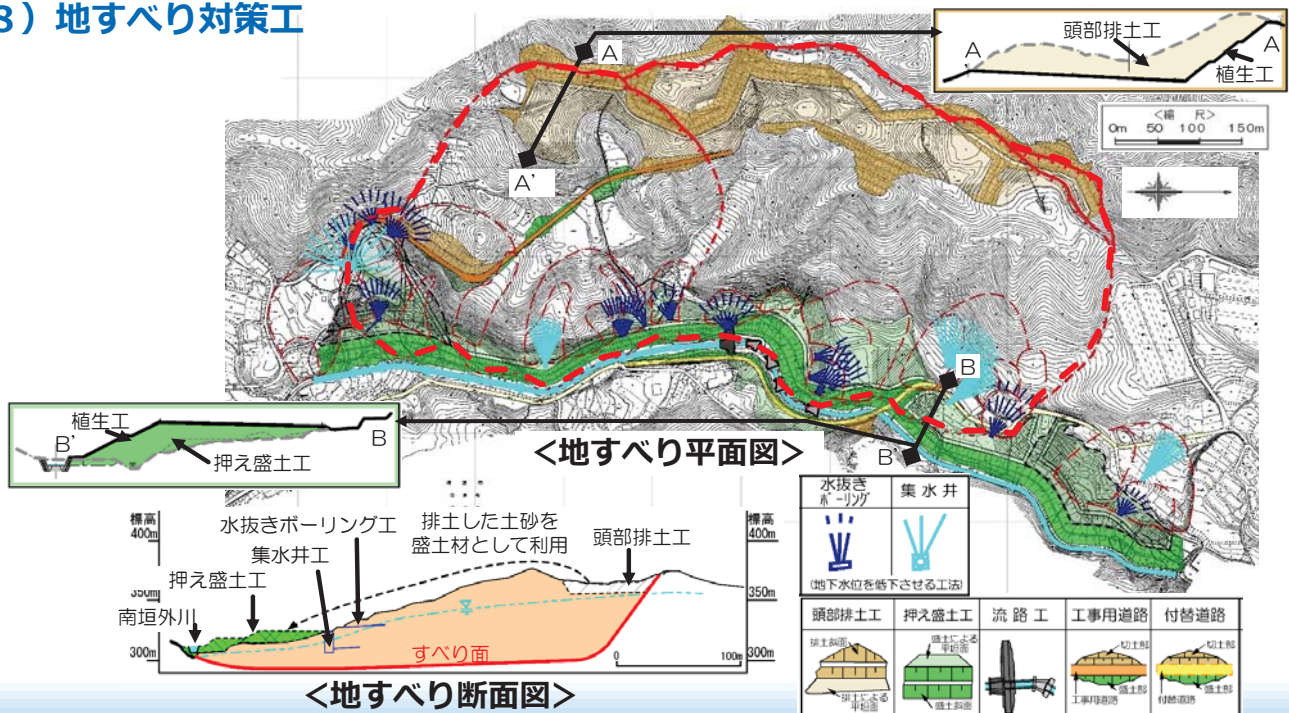 3）地すべり対策工
A
A'
A
頭部排土工
A
植生工
<縮 尺>
0m 50 100 150m
B
B'
植生工
B'
B
押え盛土工
<地すべり平面図>
水抜き
ボーリング
集水井
(地下水位を低下させる工法)
頭部排土工
押え盛土工
流路工
工事用道路
付替道路
排土斜面
排土による
平坦面
盛土による
平坦面
盛土斜面
切土部
盛土部
工事用道路
切土部
盛土部
付替道路
標高
400m
350m
300m
水抜きボーリング工
集水井工
押え盛土工
南垣外川
排土した土砂を
盛土材として利用
頭部排土工
すべり面
0 100m
標高
400m
350m
300m
<地すべり断面図>